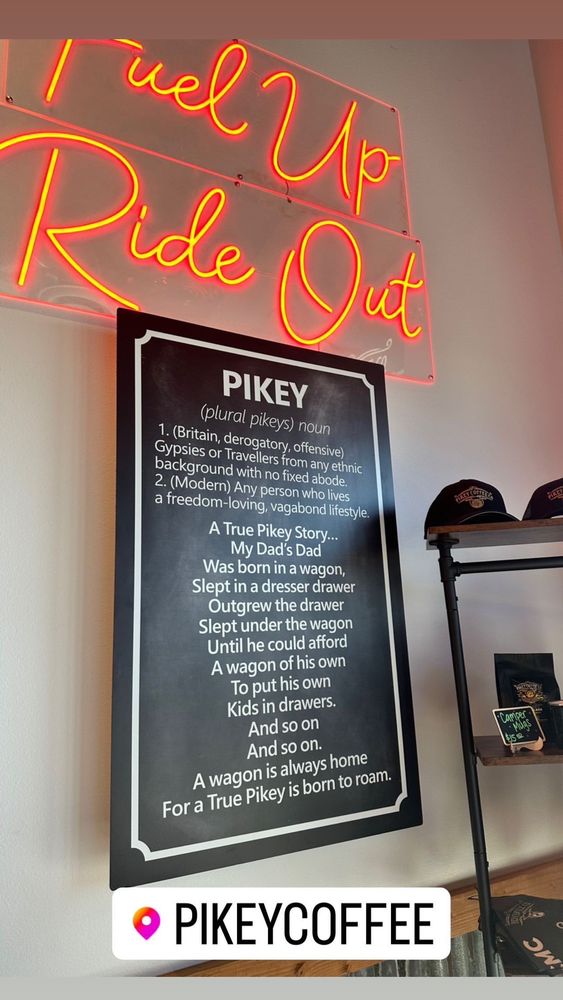 Fuel Up
Ride Out
PIKEY
(plural pikeys) noun
1. (Britain, derogatory, offensive)
Gypsies or Travellers from any ethnic
background with no fixed abode.
2. (Modern) Any person who lives
a freedom-loving, vagabond lifestyle.
A True Pikey Story...
My Dad's Dad
Was born in a wagon,
Slept in a dresser drawer
Outgrew the drawer
Slept under the wagon
Until he could afford
A wagon of his own
To put his own
Kids in drawers.
And so on
And so on.
A wagon is always home
For a True Pikey is born to roam.
PIKEY COFFEE
Camper
Mugs
MC
PIKEYCOFFEE